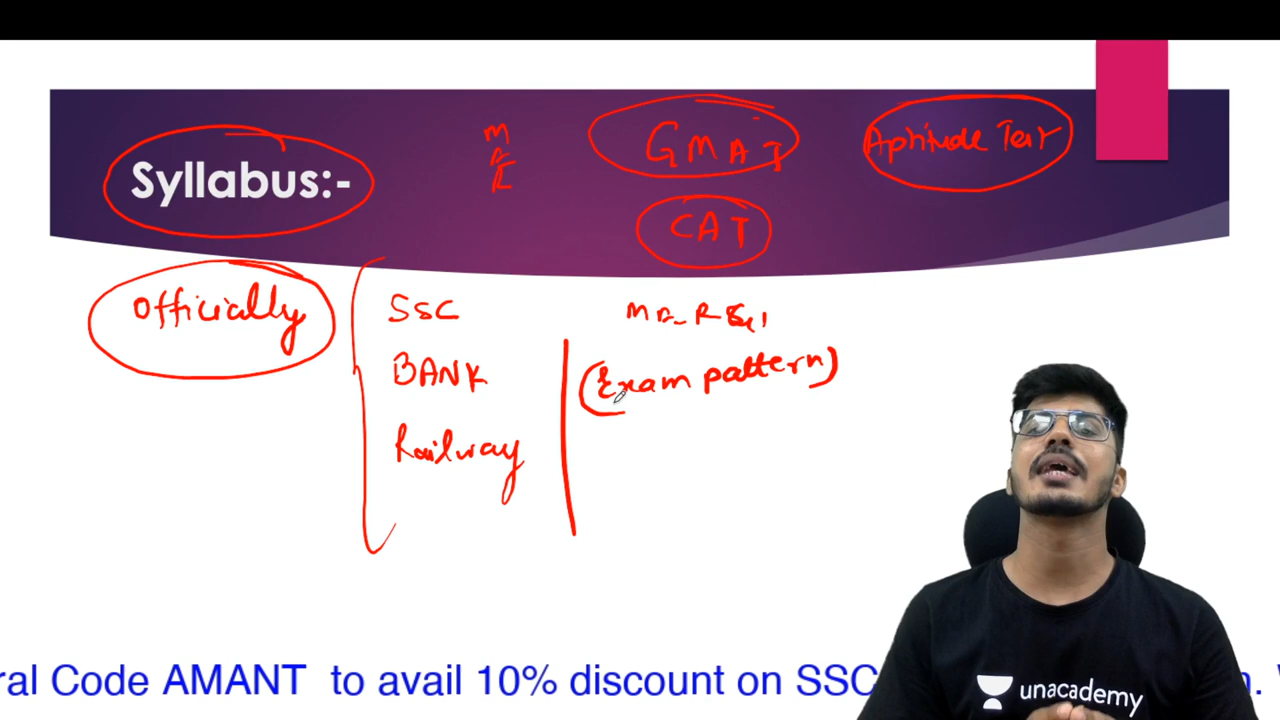 Syllabus:-
GMAT
Aptitude Test
CAT
Officially
SSC
BANK
(Exam pattern)
Railway
ral Code AMANT to avail 10% discount on SSC
unacademy